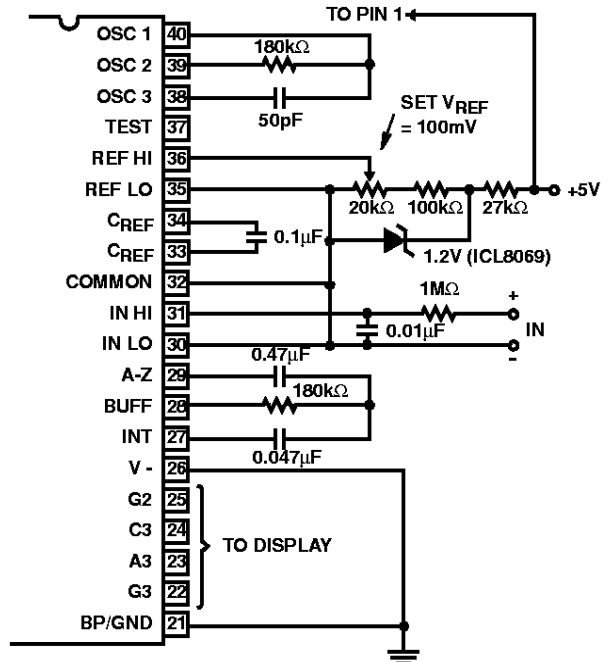 TO PIN 1
OSC 1 40
180kΩ
OSC 2 39
OSC 3 38
50pF
TEST 37
SET VREF
= 100mV
REF HI 36
REF LO 35
20kΩ 100kΩ 27kΩ
+5V
CREF 34
0.1µF
CREF 33
1.2V (ICL8069)
COMMON 32
1MΩ
IN HI 31
+
0.01µF
IN
IN LO 30
-
0.47µF
A-Z 29
180kΩ
BUFF 28
INT 27
0.047µF
V - 26
G2 25
C3 24
TO DISPLAY
A3 23
G3 22
BP/GND 21